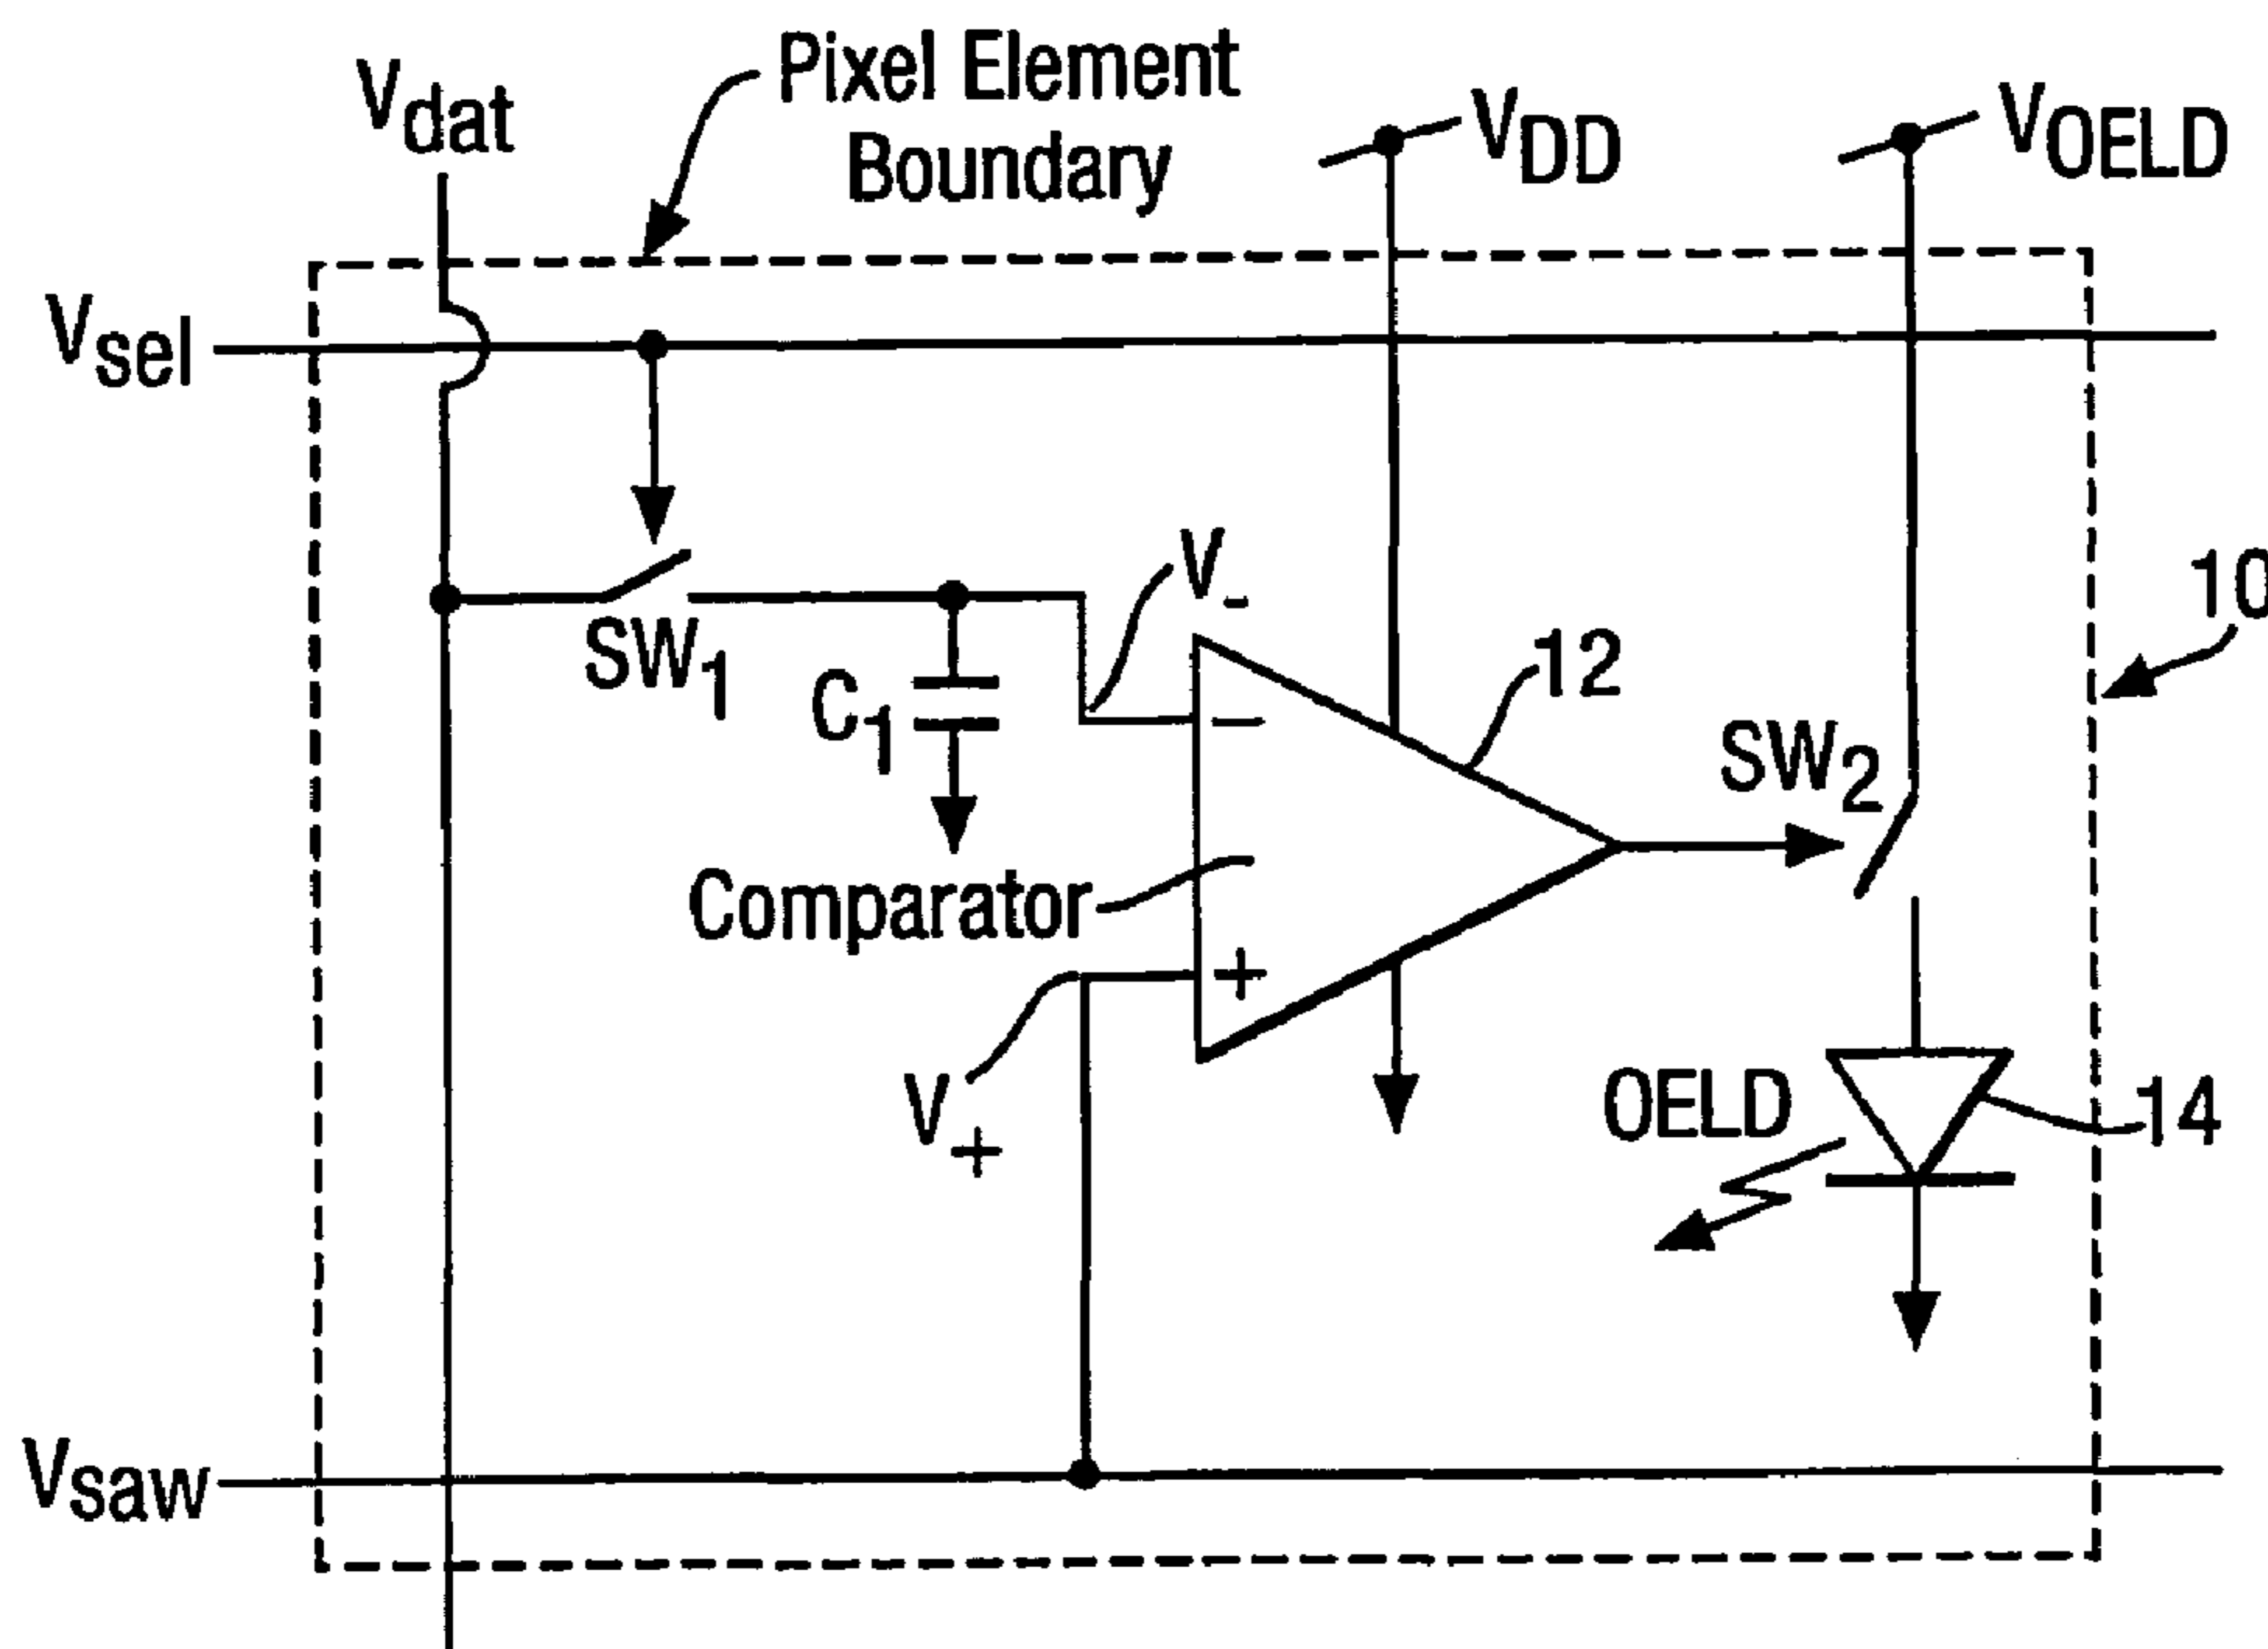 Pixel Element
Boundary
Vdat
VDD
VOELD
Vsel
10
V-
SW1
C1
12
SW2
Comparator
V+
OELD
14
Vsaw